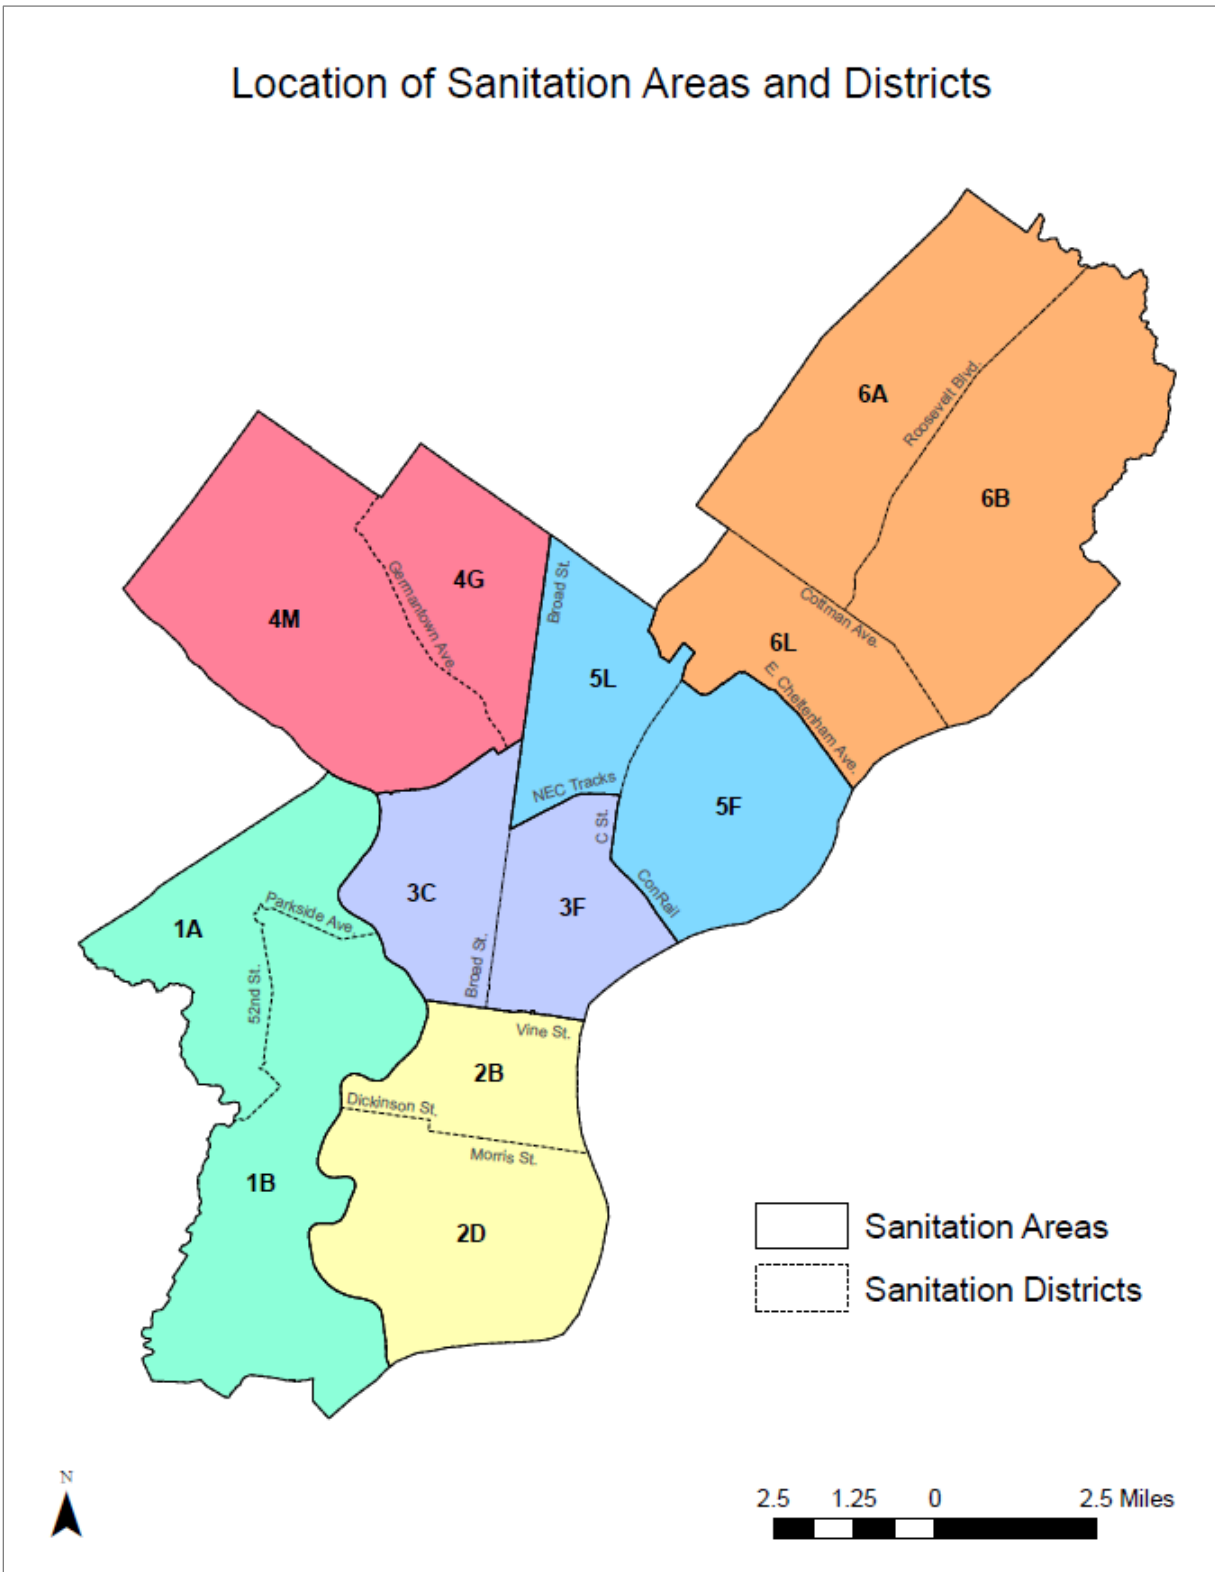 Location of Sanitation Areas and Districts
6A
Roosevelt Blvd.
6B
4G
Broad St.
Germantown Ave.
4M
Cottman Ave.
6L
5L
E. Cheltenham Ave.
NEC Tracks
5F
C St.
3C
ConRail
3F
Parkside Ave.
1A
Broad St.
52nd St.
Vine St.
2B
Dickinson St.
Morris St.
1B
2D
Sanitation Areas
Sanitation Districts
N
2.5 1.25 0 2.5 Miles